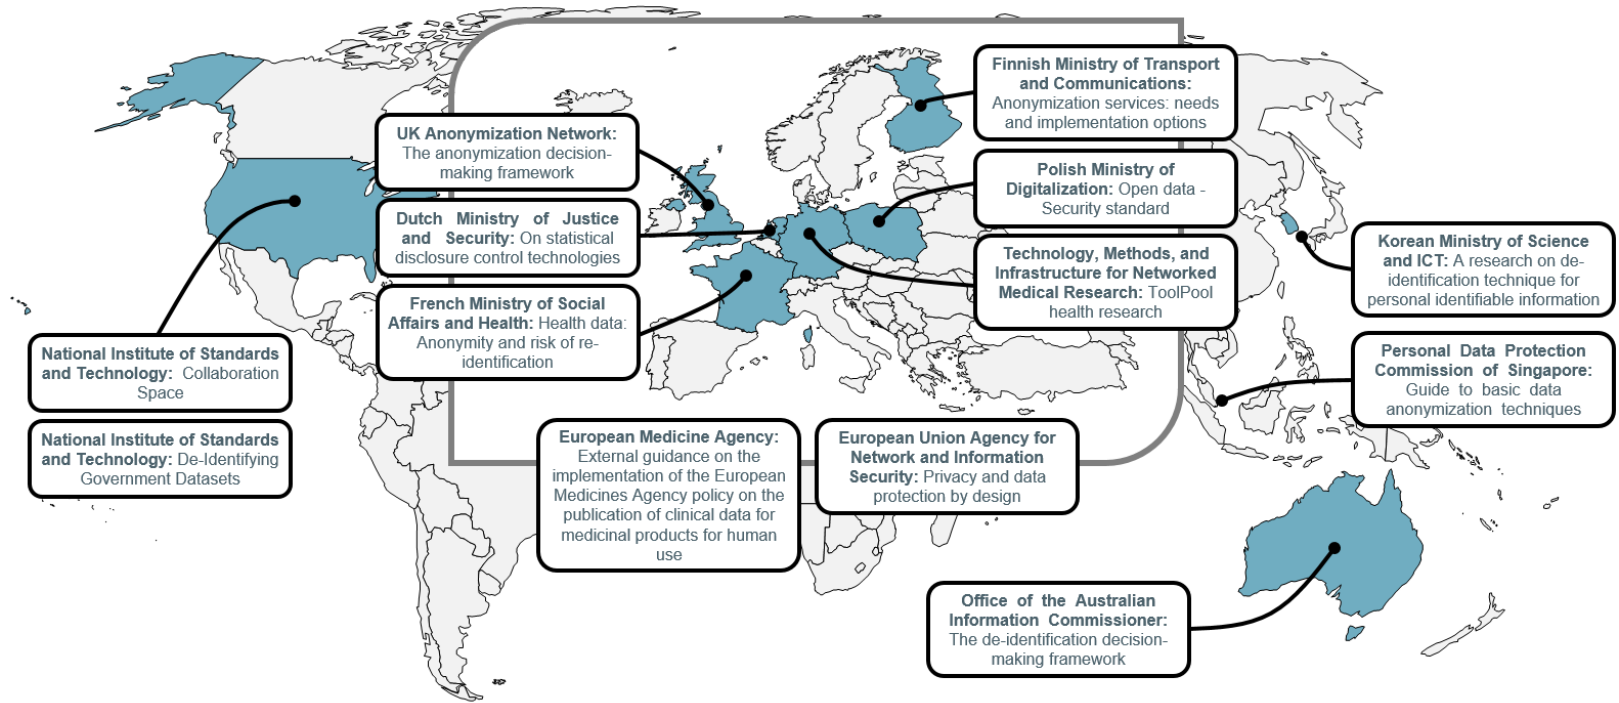 Finnish Ministry of Transport
and Communications:
Anonymization services: needs
and implementation options
UK Anonymization Network:
The anonymization decision-
making framework
Polish Ministry of
Digitalization: Open data -
Security standard
Dutch Ministry of Justice
and Security: On statistical
disclosure control technologies
Technology, Methods, and
Infrastructure for Networked
Medical Research: ToolPool
health research
Korean Ministry of Science
and ICT: A research on de-
identification technique for
personal identifiable information
French Ministry of Social
Affairs and Health: Health data:
Anonymity and risk of re-
identification
National Institute of Standards
and Technology: Collaboration
Space
Personal Data Protection
Commission of Singapore:
Guide to basic data
anonymization techniques
National Institute of Standards
and Technology: De-Identifying
Government Datasets
European Medicine Agency:
External guidance on the
implementation of the European
Medicines Agency policy on the
publication of clinical data for
medicinal products for human
use
European Union Agency for
Network and Information
Security: Privacy and data
protection by design
Office of the Australian
Information Commissioner:
The de-identification decision-
making framework